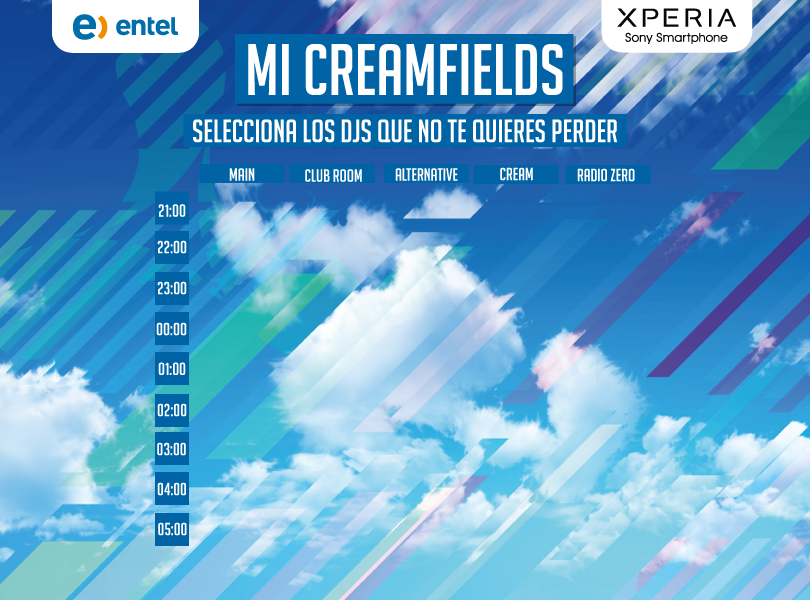 entel
XPERIA
Sony Smartphone
MI CREAMFIELDS
SELECCIONA LOS DJS QUE NO TE QUIERES PERDER
MAIN CLUB ROOM ALTERNATIVE CREAM RADIO ZERO
21:00
22:00
23:00
00:00
01:00
02:00
03:00
04:00
05:00